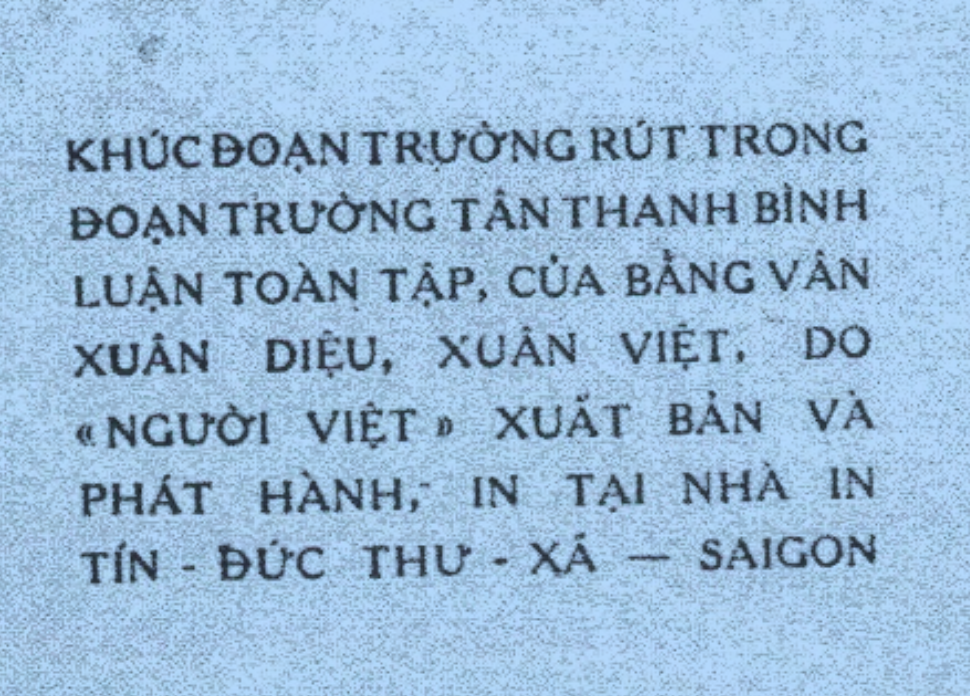 KHÚC ĐOẠN TRƯỜNG RÚT TRONG
ĐOẠN TRƯỜNG TÂN THANH BÌNH
LUẬN TOÀN TẬP, CỦA BẰNG VÂN
XUÂN DIỆU, XUÂN VIỆT, DO
«NGƯỜI VIỆT» XUẤT BẢN VÀ
PHÁT HÀNH, IN TẠI NHÀ IN
TÍN - ĐỨC THƯ - XÃ — SAIGON